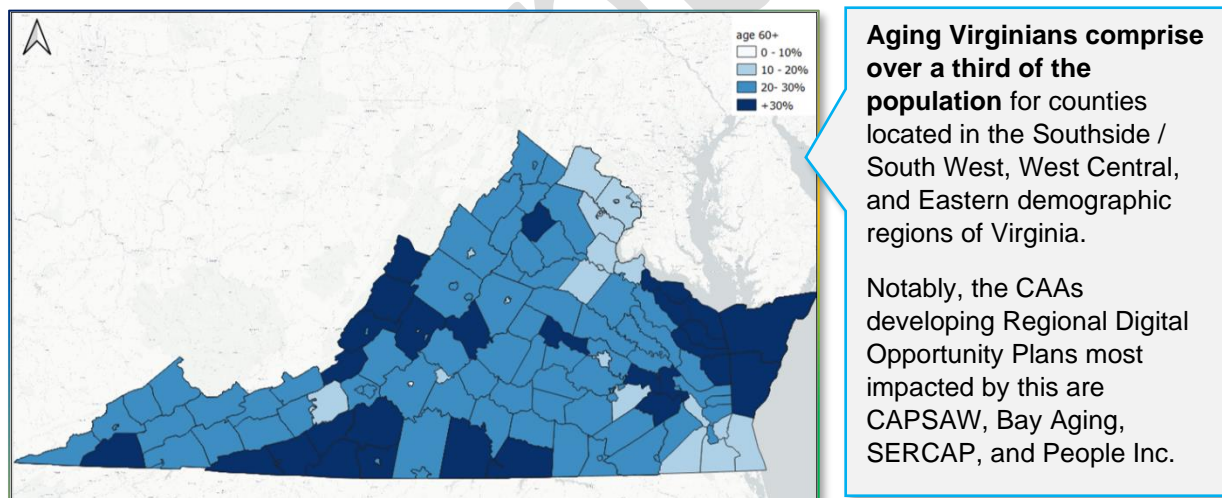 age 60+
0 - 10%
10 - 20%
20- 30%
+30%
Aging Virginians comprise
over a third of the
population for counties
located in the Southside /
South West, West Central,
and Eastern demographic
regions of Virginia.
Notably, the CAAs
developing Regional Digital
Opportunity Plans most
impacted by this are
CAPSAW, Bay Aging,
SERCAP, and People Inc.